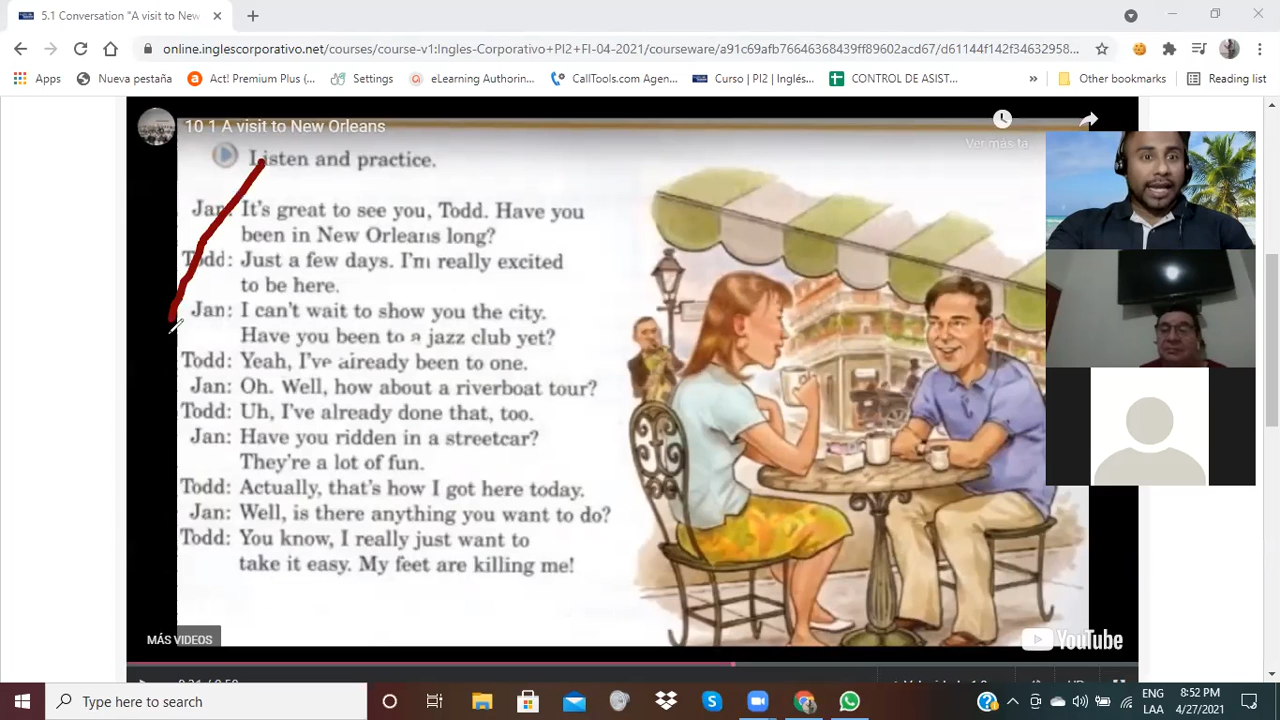 5.1 Conversation "A visit to New
online.inglescorporativo.net/courses/course-v1:Ingles-Corporativo+PI2+FI-04-2021/courseware/a91c69afb76646368439ff89602acd67/d61144f142f34632958...
Apps
Nueva pestaña
Act! Premium Plus (...
Settings
eLearning Authorin...
CallTools.com Agen...
Curso | PI2 | Inglés...
CONTROL DE ASIST...
»
Other bookmarks
Reading list
10 1 A visit to New Orleans
Ver más ta
Listen and practice.
Jan: It's great to see you, Todd. Have you
been in New Orleans long?
Todd: Just a few days. I'm really excited
to be here.
Jan: I can't wait to show you the city.
Have you been to a jazz club yet?
Todd: Yeah, I've already been to one.
Jan: Oh. Well, how about a riverboat tour?
Todd: Uh, I've already done that, too.
Jan: Have you ridden in a streetcar?
They're a lot of fun.
Todd: Actually, that's how I got here today.
Jan: Well, is there anything you want to do?
Todd: You know, I really just want to
take it easy. My feet are killing me!
MÁS VIDEOS
YouTube
Type here to search
ENG
LAA
8:52 PM
4/27/2021